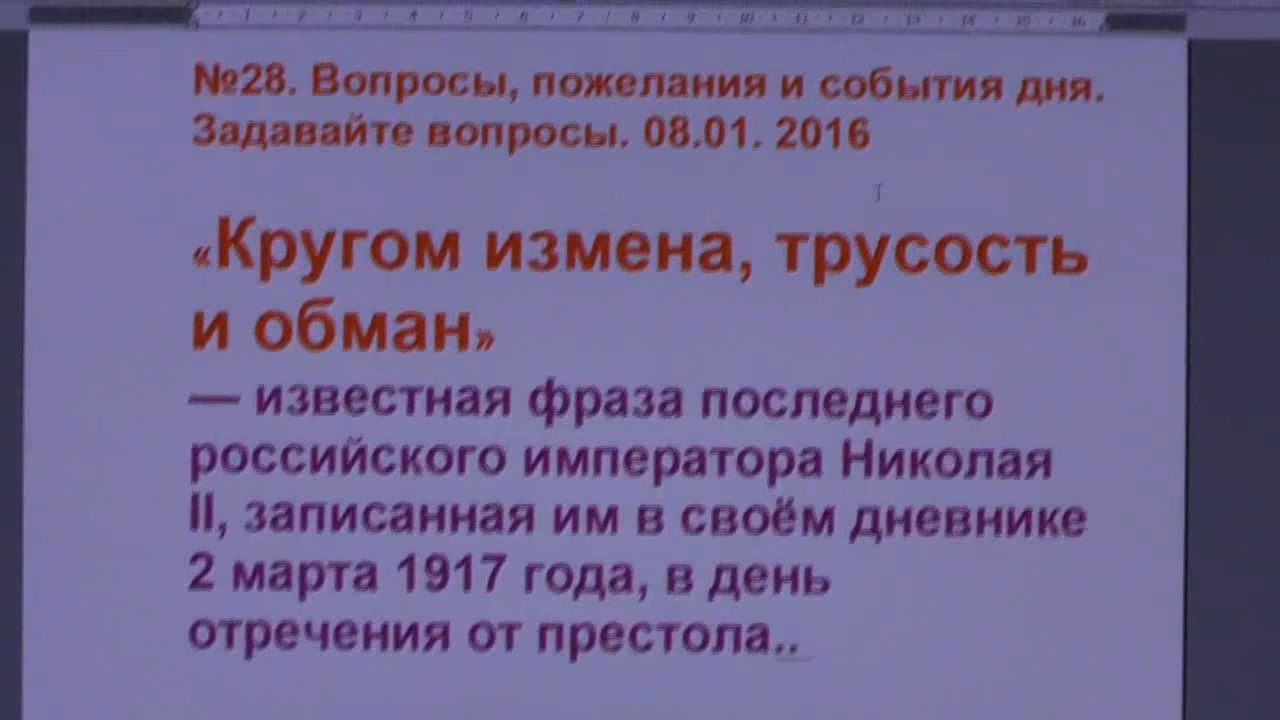 №28. Вопросы, пожелания и события дня.
Задавайте вопросы. 08.01. 2016
«Кругом измена, трусость
и обман»
— известная фраза последнего
российского императора Николая
II, записанная им в своём дневнике
2 марта 1917 года, в день
отречения от престола..